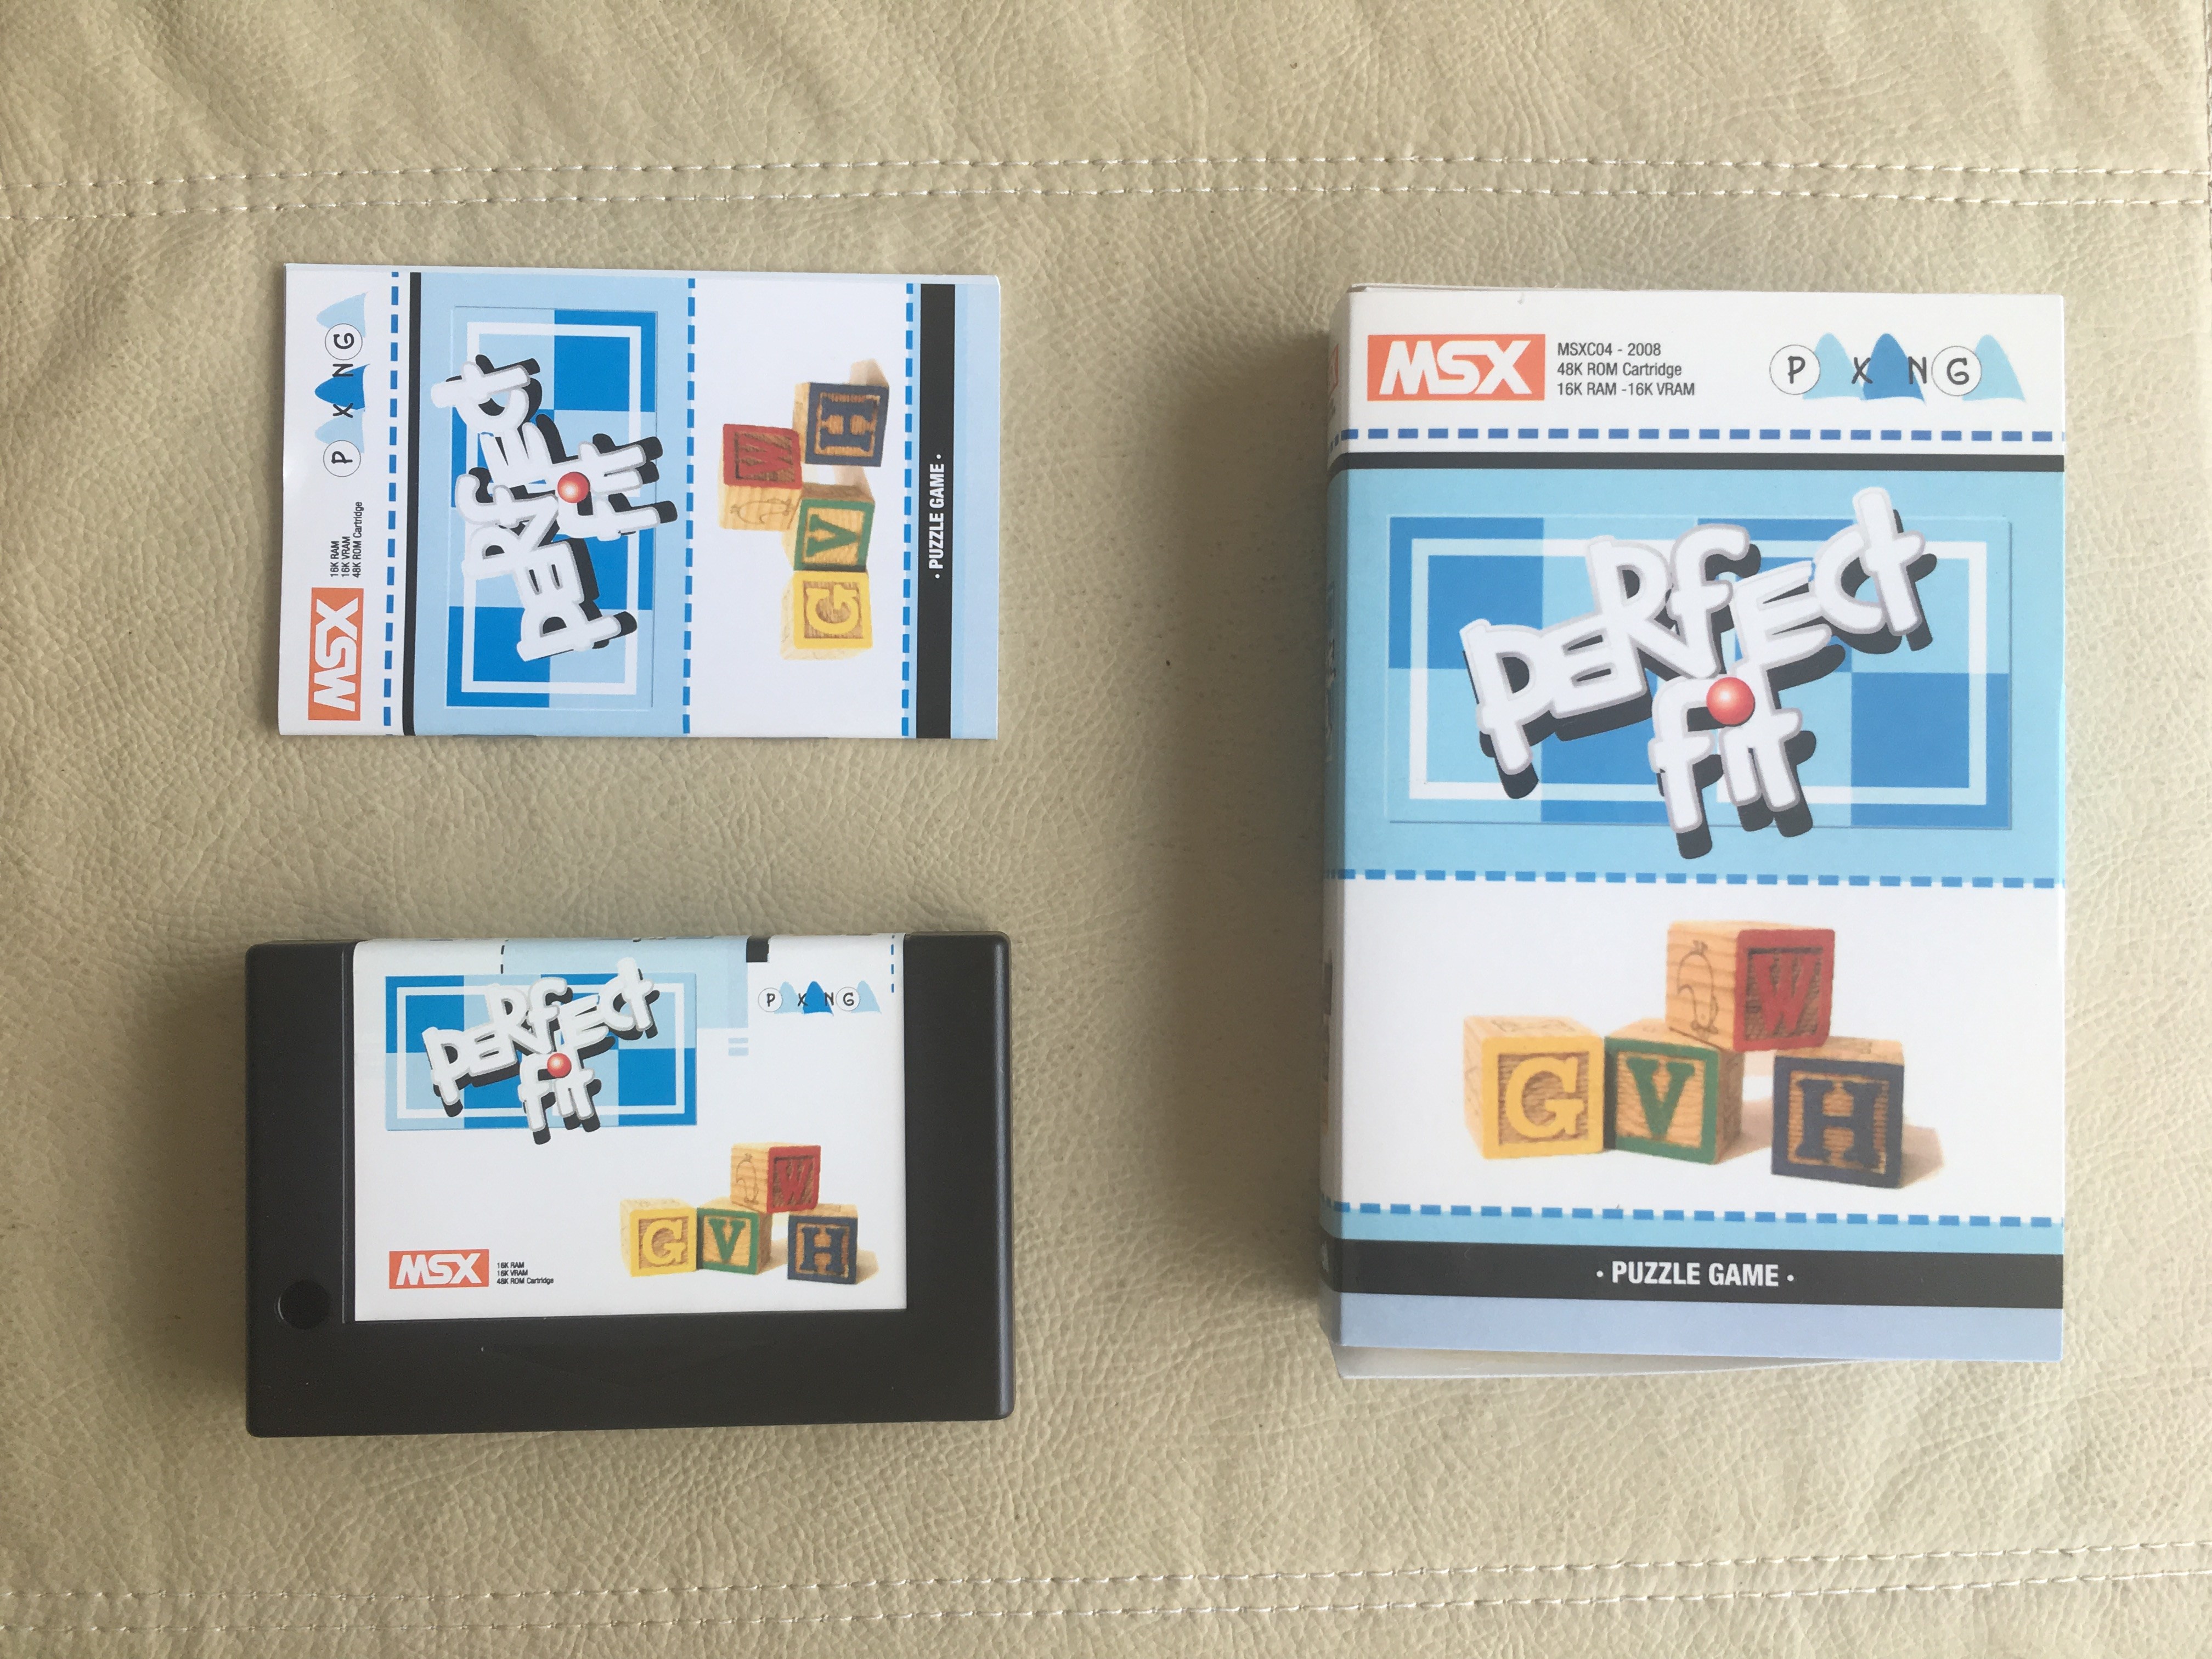 P X N G
16K RAM
16K VRAM
48K ROM Cartridge
MSX
PERFECT
FIT
W
H
V
G
· PUZZLE GAME ·
PERFECT
FIT
P X N G
W
G V H
MSX
16K RAM
16K VRAM
48K ROM Cartridge
MSX
MSXC04 - 2008
48K ROM Cartridge
16K RAM -16K VRAM
P X N G
PERFECT
FIT
W
G V H
· PUZZLE GAME ·